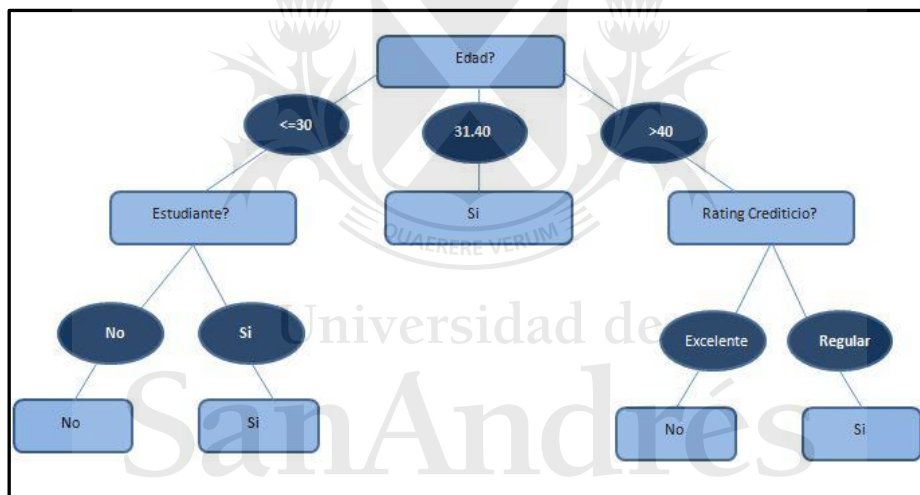 Edad?
<=30
31.40
>40
Estudiante?
Si
Rating Crediticio?
QUAERERE VERUM
No
Si
Excelente
Regular
No
Si
No
Si
Universidad de
SanAndrés